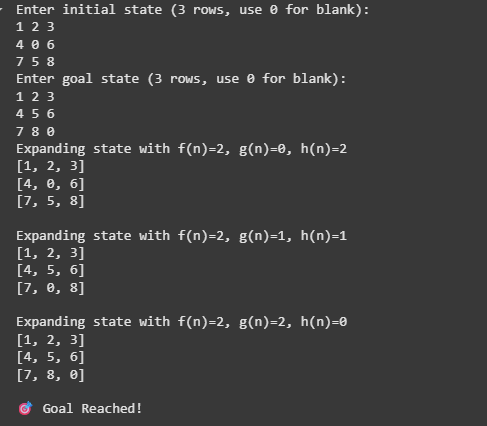 Enter initial state (3 rows, use 0 for blank):
1 2 3
4 0 6
7 5 8
Enter goal state (3 rows, use 0 for blank):
1 2 3
4 5 6
7 8 0
Expanding state with f(n)=2, g(n)=0, h(n)=2
[1, 2, 3]
[4, 0, 6]
[7, 5, 8]
Expanding state with f(n)=2, g(n)=1, h(n)=1
[1, 2, 3]
[4, 5, 6]
[7, 0, 8]
Expanding state with f(n)=2, g(n)=2, h(n)=0
[1, 2, 3]
[4, 5, 6]
[7, 8, 0]
🎯 Goal Reached!